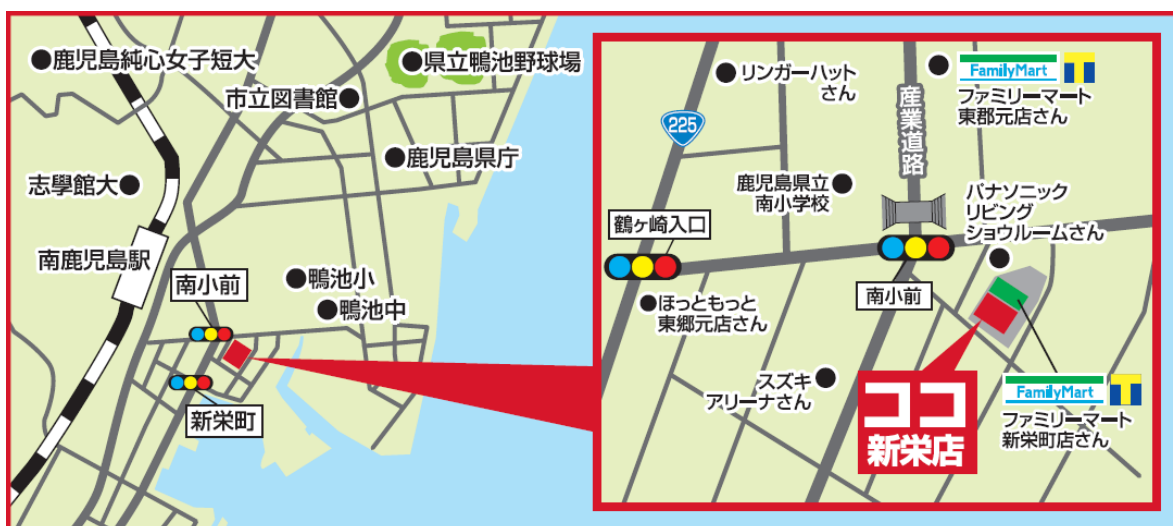 鹿児島純心女子短大
県立鴨池野球場
市立図書館
鹿児島県庁
志學館大
南鹿児島駅
南小前
鴨池小
鴨池中
新栄町
リンガーハット
さん
225
産業道路
FamilyMart
T
ファミリーマート
東郡元店さん
鹿児島県立
南小学校
パナソニック
リビング
ショウルームさん
鶴ヶ崎入口
南小前
ほっともっと
東郷元店さん
スズキ
アリーナさん
ココ
新栄店
FamilyMart
T
ファミリーマート
新栄町店さん